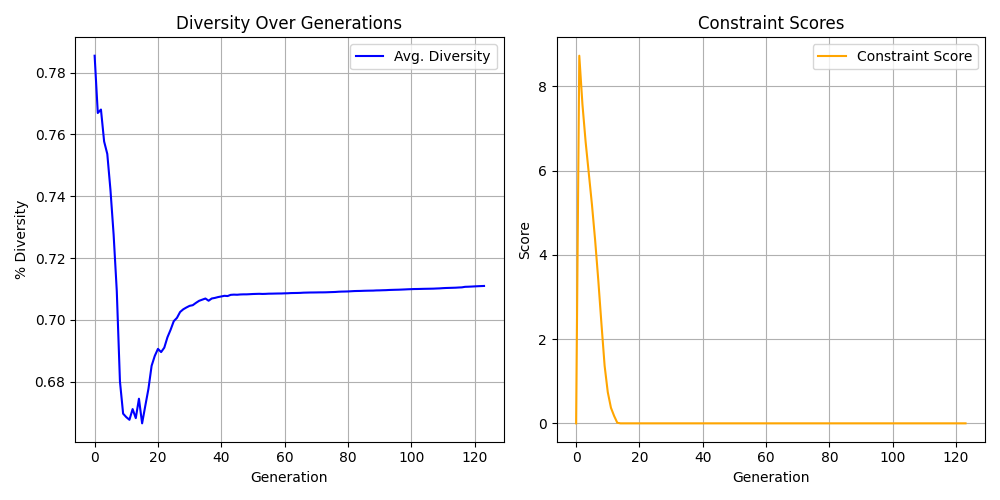 Diversity Over Generations
Avg. Diversity
% Diversity
0.78
0.76
0.74
0.72
0.70
0.68
0 20 40 60 80 100 120
Generation
Constraint Scores
Constraint Score
Score
8
6
4
2
0
0 20 40 60 80 100 120
Generation